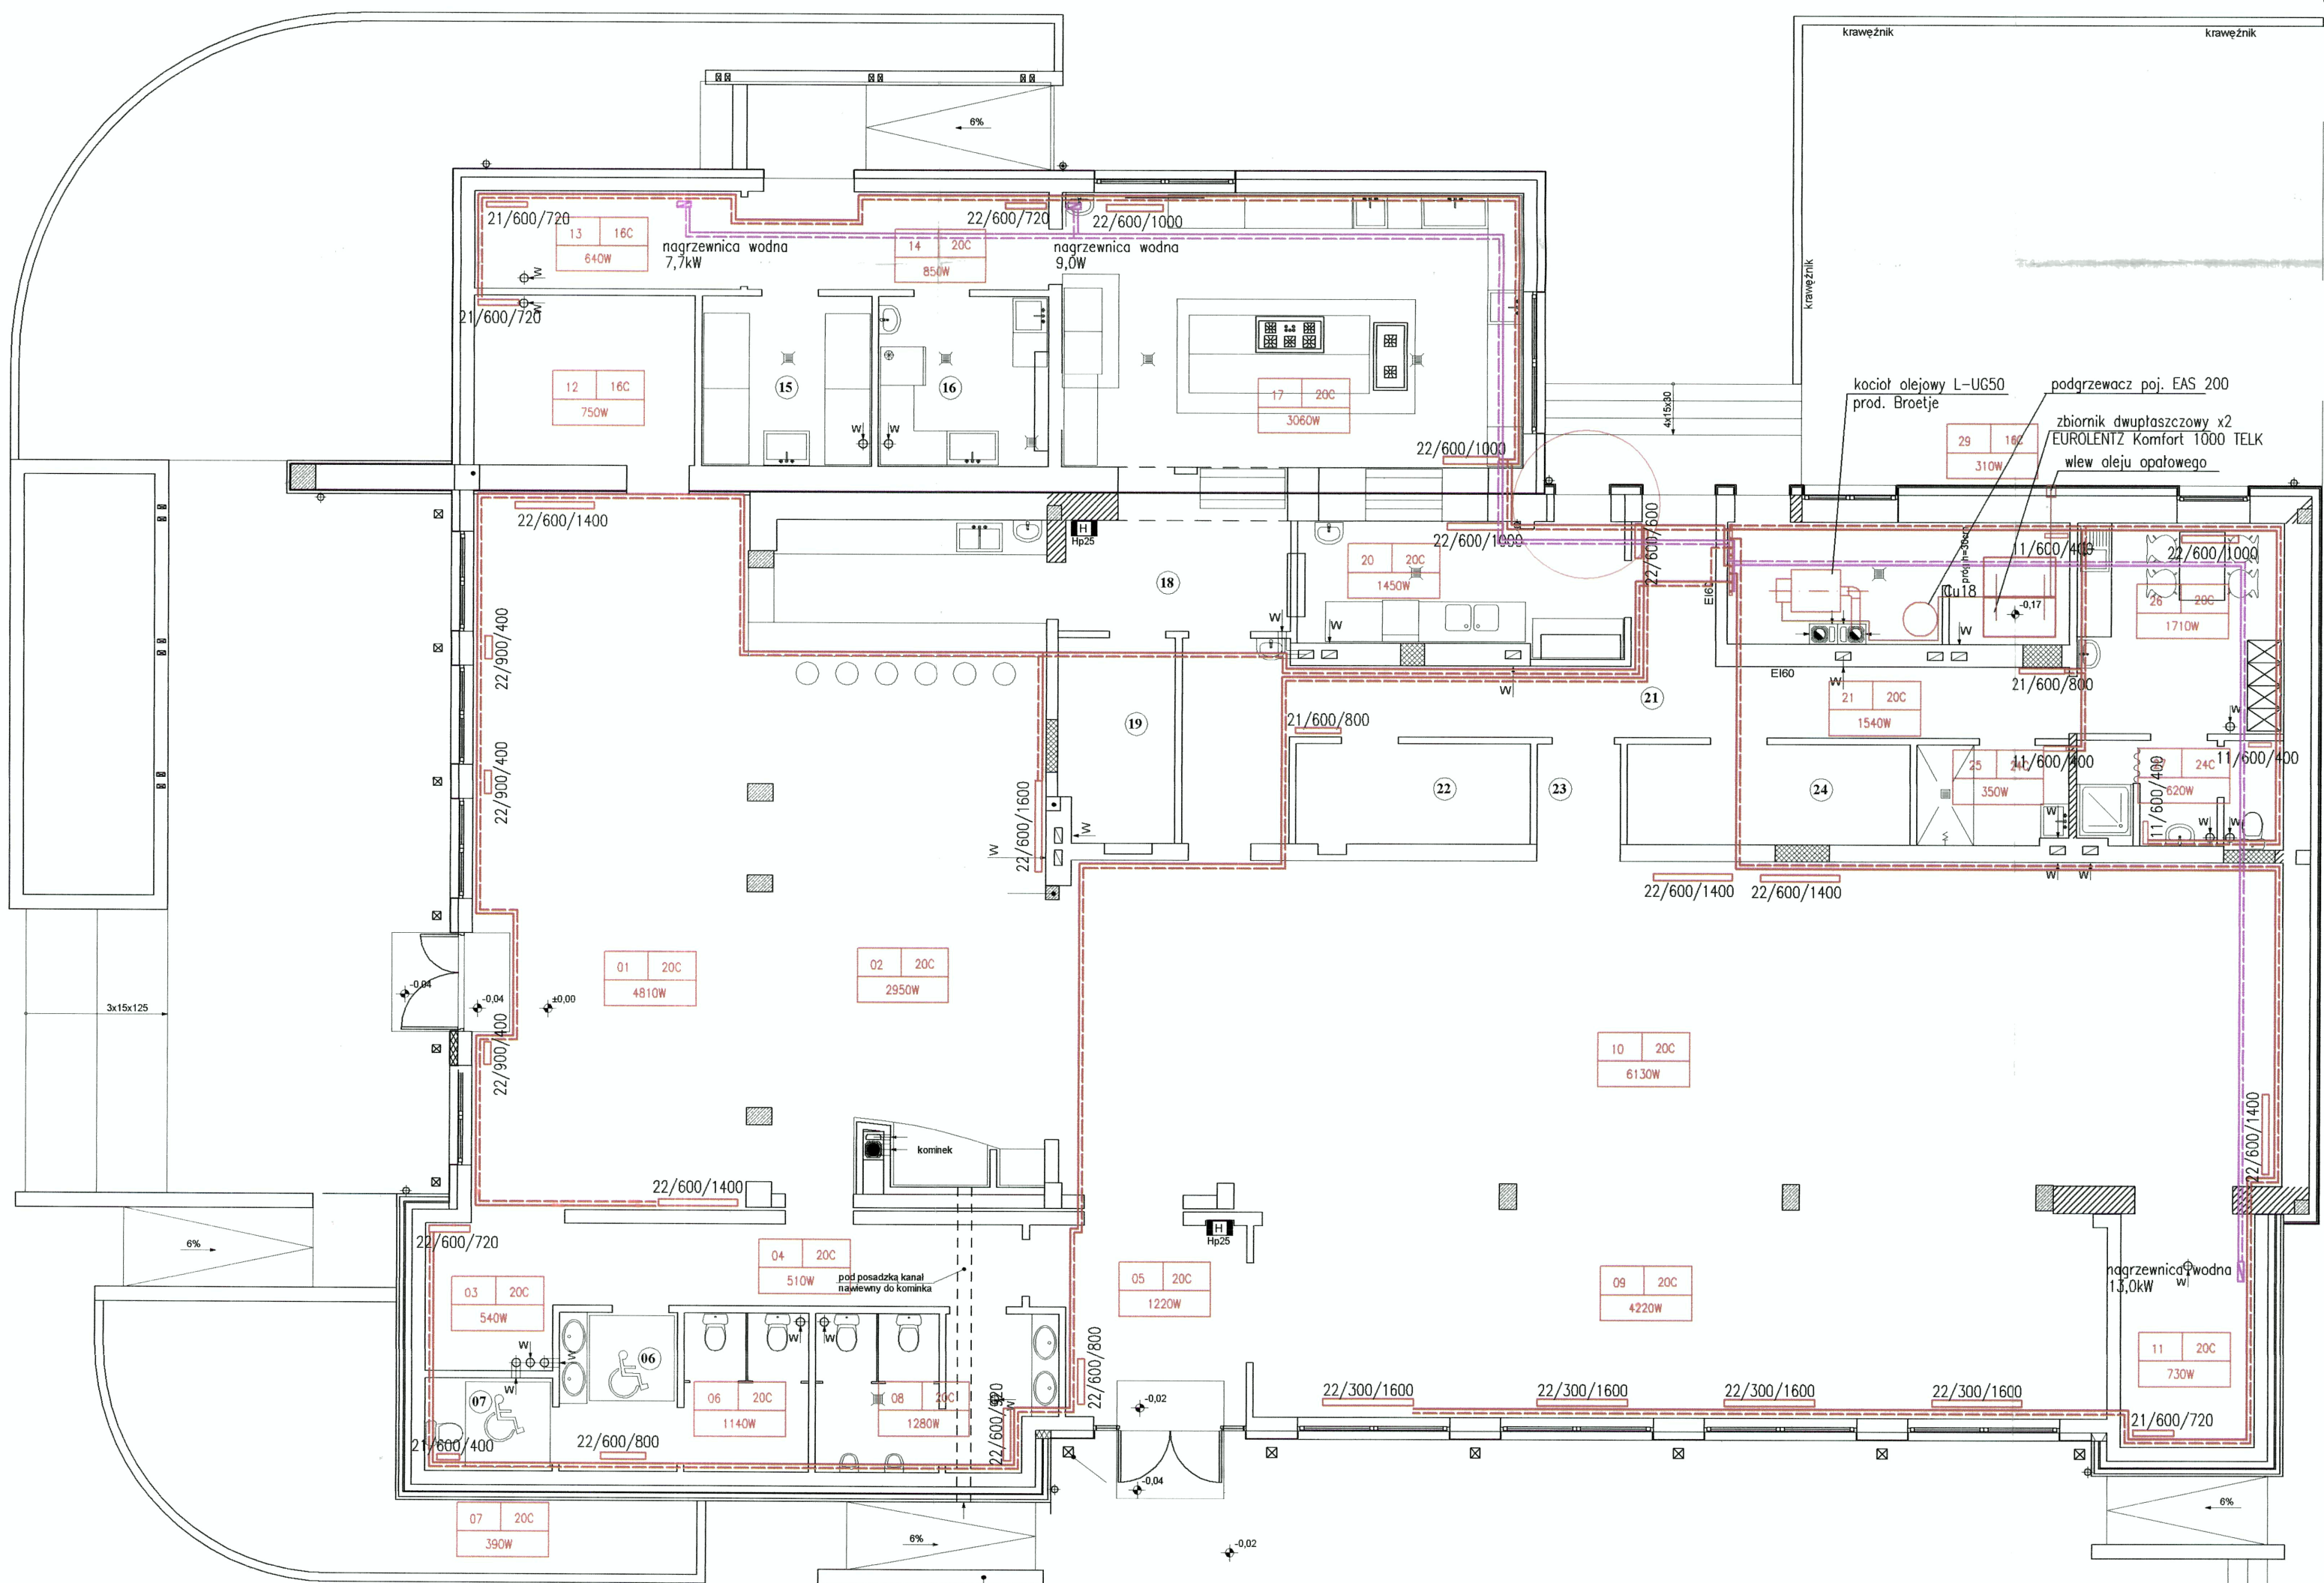 krawężnik
krawężnik
6%
21/600/720
13 16C
640W
nagrzewnica wodna
7,7kW
22/600/720
14 20C
850W
nagrzewnica wodna
9,0W
22/600/1000
krawężnik
W
W
21/600/720
12 16C
750W
15
16
W
W
17 20C
3060W
22/600/1000
4x15x30
kocioł olejowy L-UG50
prod. Broetje
podgrzewacz poj. EAS 200
zbiornik dwupłaszczowy x2
EUROLENTZ Komfort 1000 TELK
wlew oleju opałowego
29 16C
310W
22/600/1400
H
Hp25
22/600/1000
22/600/600
18
20 20C
1450W
EI60
próg h=30cm
Cu18
-0,17
11/600/400
22/600/1000
26 20C
1710W
W
W
W
W
EI60
W
21/600/800
21 20C
1540W
21
22/900/400
22/900/400
19
21/600/800
22
23
24
11/600/400
25 24C
350W
W
W
11/600/400
24C
620W
11/600/400
W
W
22/600/1600
W
W
22/600/1400
22/600/1400
W
W
01 20C
4810W
02 20C
2950W
-0,04
-0,04
±0,00
3x15x125
22/900/400
10 20C
6130W
22/600/1400
kominek
22/600/1400
H
Hp25
22/600/720
6%
04 20C
510W
pod posadzką kanał
nawiewny do kominka
03 20C
540W
05 20C
1220W
09 20C
4220W
nagrzewnica wodna
13,0kW
W
W
W
W
W
W
06
07
06 20C
1140W
08 20C
1280W
22/600/800
W
11 20C
730W
22/300/1600
22/300/1600
22/300/1600
22/300/1600
-0,02
21/600/720
21/600/400
22/600/800
-0,04
07 20C
390W
6%
-0,02
6%